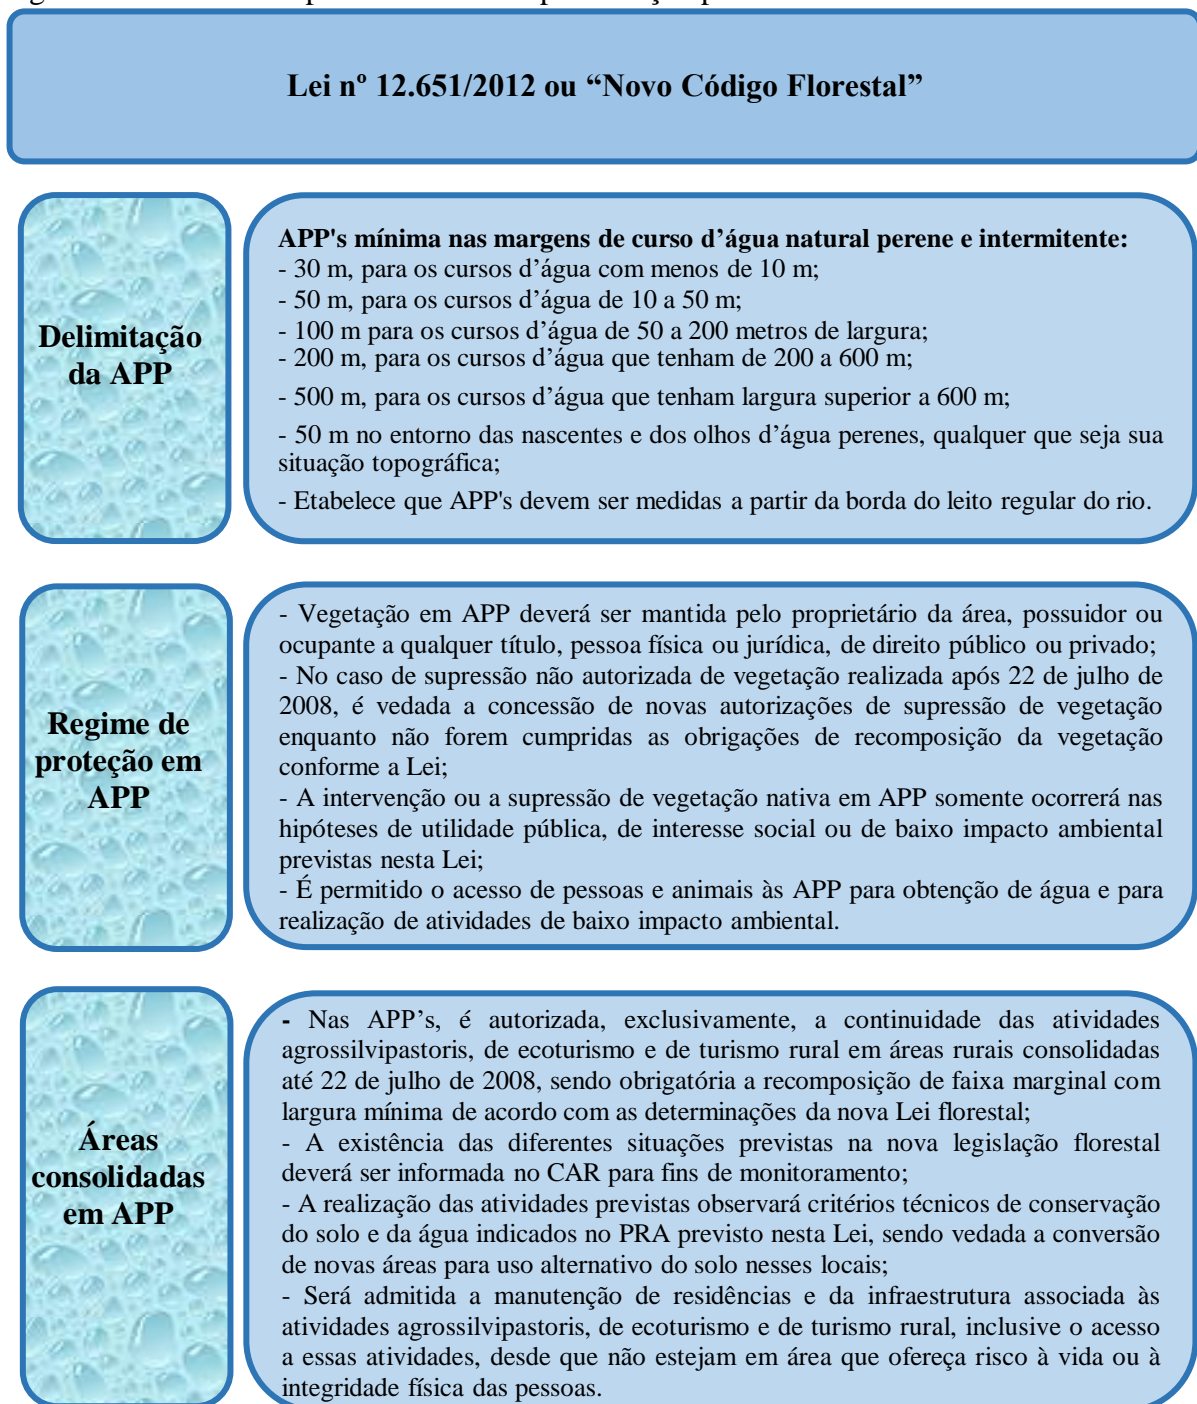 Lei nº 12.651/2012 ou “Novo Código Florestal”
Delimitação
da APP
APP's mínima nas margens de curso d’água natural perene e intermitente:
- 30 m, para os cursos d’água com menos de 10 m;
- 50 m, para os cursos d’água de 10 a 50 m;
- 100 m para os cursos d’água de 50 a 200 metros de largura;
- 200 m, para os cursos d’água que tenham de 200 a 600 m;
- 500 m, para os cursos d’água que tenham largura superior a 600 m;
- 50 m no entorno das nascentes e dos olhos d’água perenes, qualquer que seja sua
situação topográfica;
- Etabelece que APP's devem ser medidas a partir da borda do leito regular do rio.
Regime de
proteção em
APP
- Vegetação em APP deverá ser mantida pelo proprietário da área, possuidor ou
ocupante a qualquer título, pessoa física ou jurídica, de direito público ou privado;
- No caso de supressão não autorizada de vegetação realizada após 22 de julho de
2008, é vedada a concessão de novas autorizações de supressão de vegetação
enquanto não forem cumpridas as obrigações de recomposição da vegetação
conforme a Lei;
- A intervenção ou a supressão de vegetação nativa em APP somente ocorrerá nas
hipóteses de utilidade pública, de interesse social ou de baixo impacto ambiental
previstas nesta Lei;
- É permitido o acesso de pessoas e animais às APP para obtenção de água e para
realização de atividades de baixo impacto ambiental.
Áreas
consolidadas
em APP
- Nas APP’s, é autorizada, exclusivamente, a continuidade das atividades
agrossilvipastoris, de ecoturismo e de turismo rural em áreas rurais consolidadas
até 22 de julho de 2008, sendo obrigatória a recomposição de faixa marginal com
largura mínima de acordo com as determinações da nova Lei florestal;
- A existência das diferentes situações previstas na nova legislação florestal
deverá ser informada no CAR para fins de monitoramento;
- A realização das atividades previstas observará critérios técnicos de conservação
do solo e da água indicados no PRA previsto nesta Lei, sendo vedada a conversão
de novas áreas para uso alternativo do solo nesses locais;
- Será admitida a manutenção de residências e da infraestrutura associada às
atividades agrossilvipastoris, de ecoturismo e de turismo rural, inclusive o acesso
a essas atividades, desde que não estejam em área que ofereça risco à vida ou à
integridade física das pessoas.